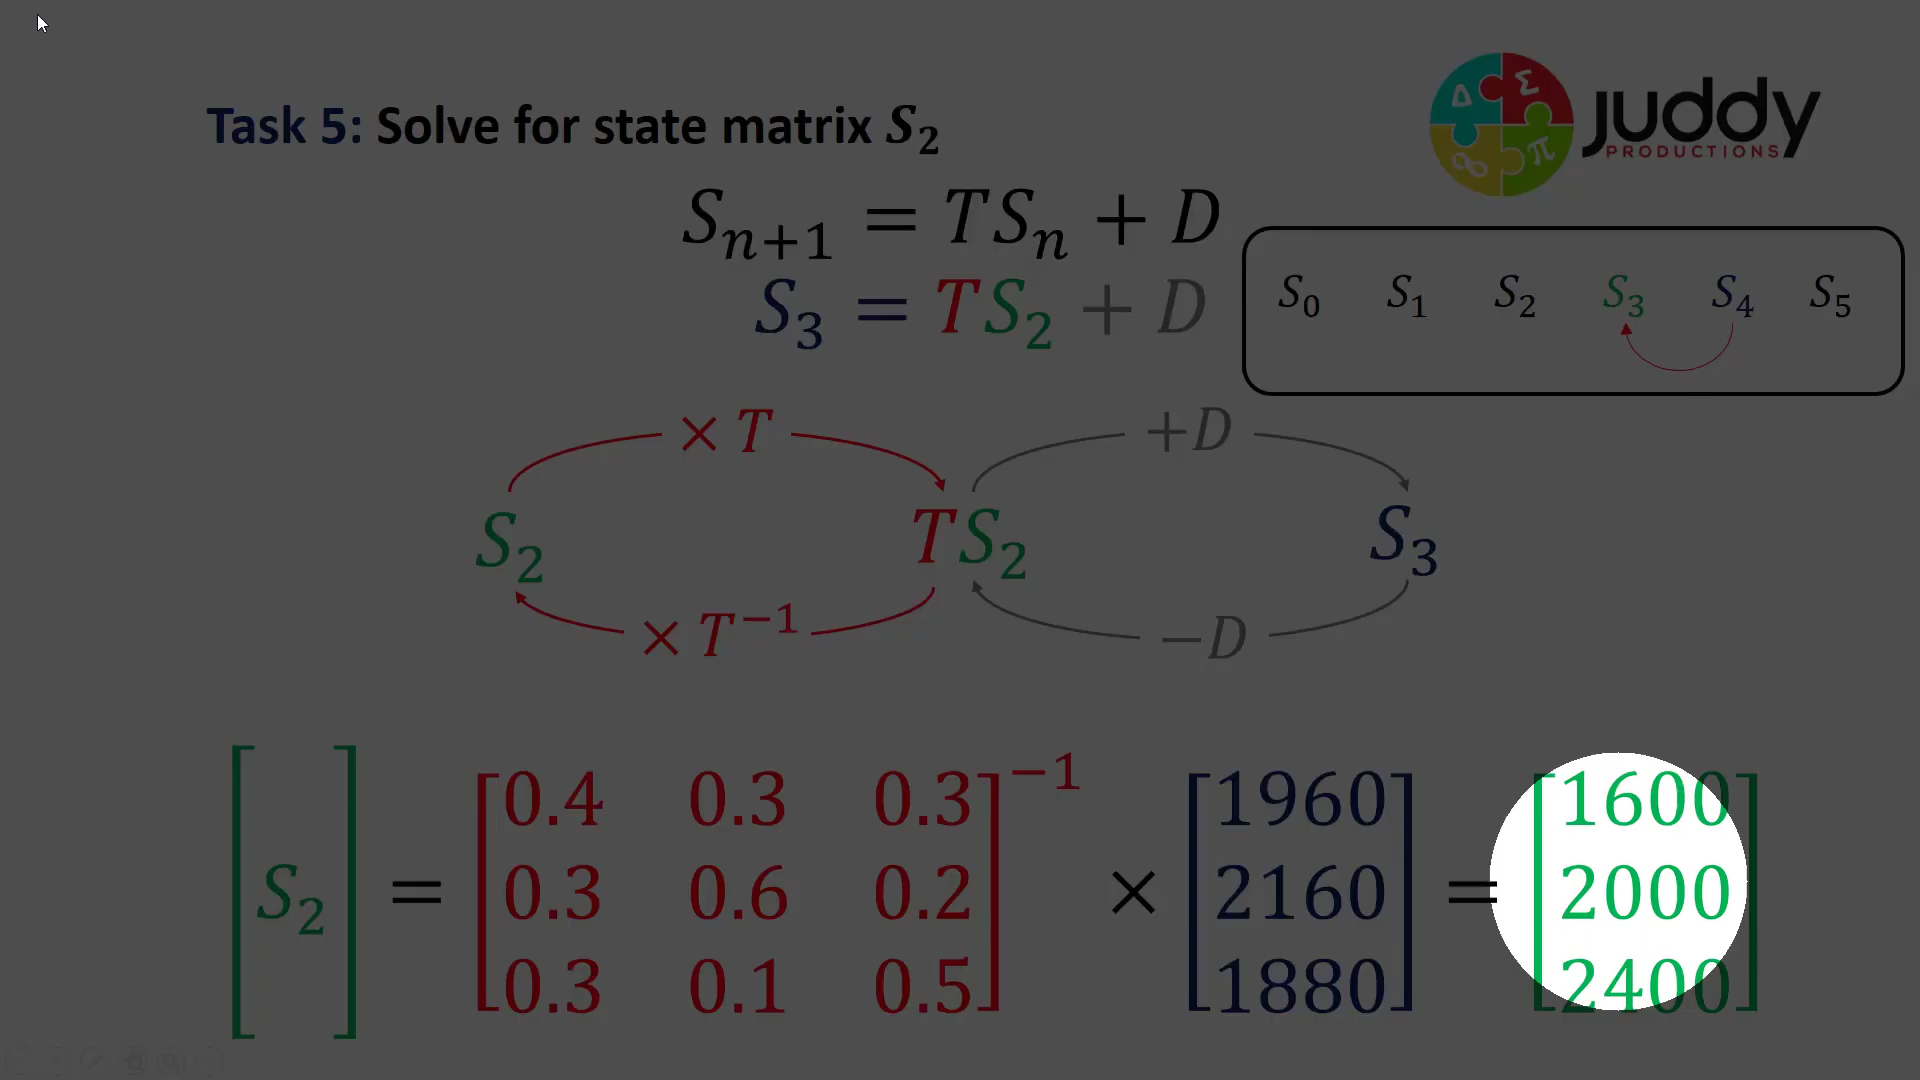 Task 5: Solve for state matrix S₂
Δ Σ ∞ π
juddy
PRODUCTIONS
Sₙ₊₁ = TSₙ + D
S₃ = TS₂ + D
S₀ S₁ S₂ S₃ S₄ S₅
× T +D
S₂ TS₂ S₃
× T⁻¹ −D
[S₂] = [0.4 0.3 0.3]⁻¹ × [1960] = [1600]
0.3 0.6 0.2 2160 2000
0.3 0.1 0.5 1880 2400